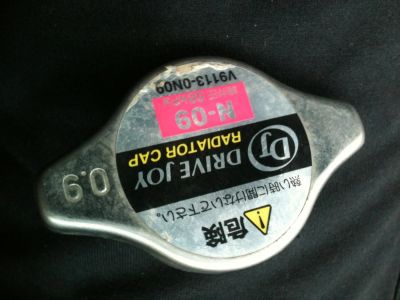 危険
熱い時に開けないで下さい。
DJ
DRIVE JOY
RADIATOR CAP
N-09
V9113-0N09
0.9